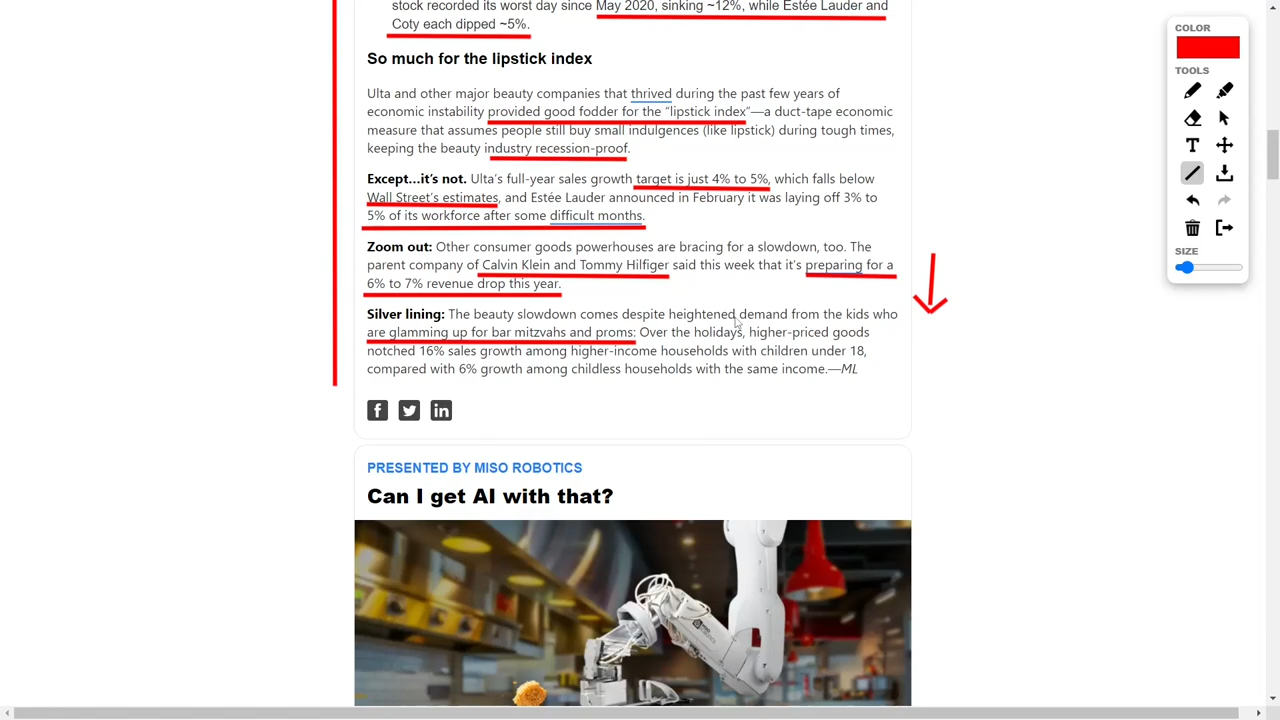 stock recorded its worst day since May 2020, sinking ~12%, while Estée Lauder and
Coty each dipped ~5%.
So much for the lipstick index
Ulta and other major beauty companies that thrived during the past few years of
economic instability provided good fodder for the “lipstick index”—a duct-tape economic
measure that assumes people still buy small indulgences (like lipstick) during tough times,
keeping the beauty industry recession-proof.
Except…it’s not. Ulta’s full-year sales growth target is just 4% to 5%, which falls below
Wall Street’s estimates, and Estée Lauder announced in February it was laying off 3% to
5% of its workforce after some difficult months.
Zoom out: Other consumer goods powerhouses are bracing for a slowdown, too. The
parent company of Calvin Klein and Tommy Hilfiger said this week that it’s preparing for a
6% to 7% revenue drop this year.
Silver lining: The beauty slowdown comes despite heightened demand from the kids who
are glamming up for bar mitzvahs and proms: Over the holidays, higher-priced goods
notched 16% sales growth among higher-income households with children under 18,
compared with 6% growth among childless households with the same income.—ML
PRESENTED BY MISO ROBOTICS
Can I get AI with that?
COLOR
TOOLS
SIZE